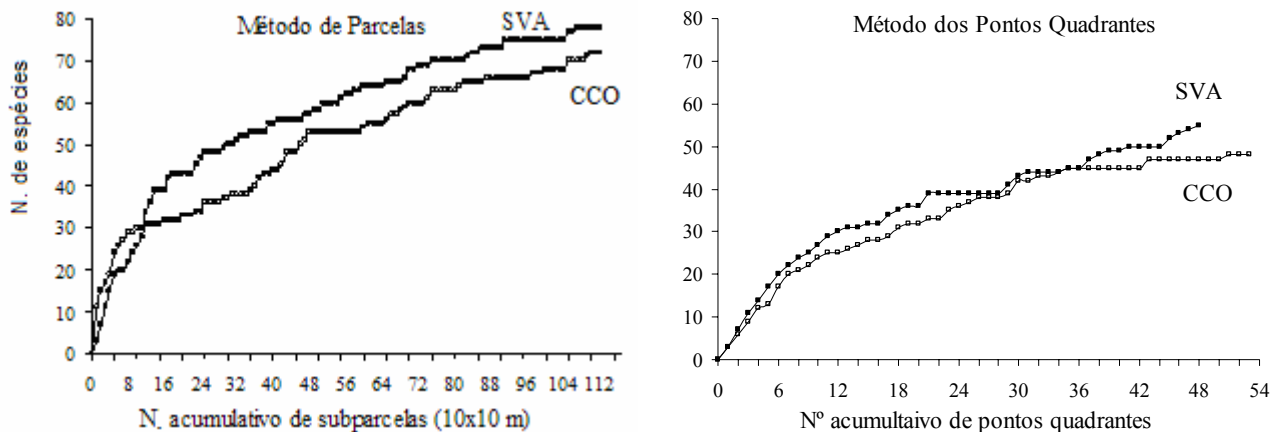 Método de Parcelas
SVA
CCO
N. de espécies
80
70
60
50
40
30
20
10
0
0 8 16 24 32 40 48 56 64 72 80 88 96 104 112
N. acumulativo de subparcelas (10x10 m)
Método dos Pontos Quadrantes
SVA
CCO
80
70
60
50
40
30
20
10
0
0 6 12 18 24 30 36 42 48 54
Nº acumultaivo de pontos quadrantes